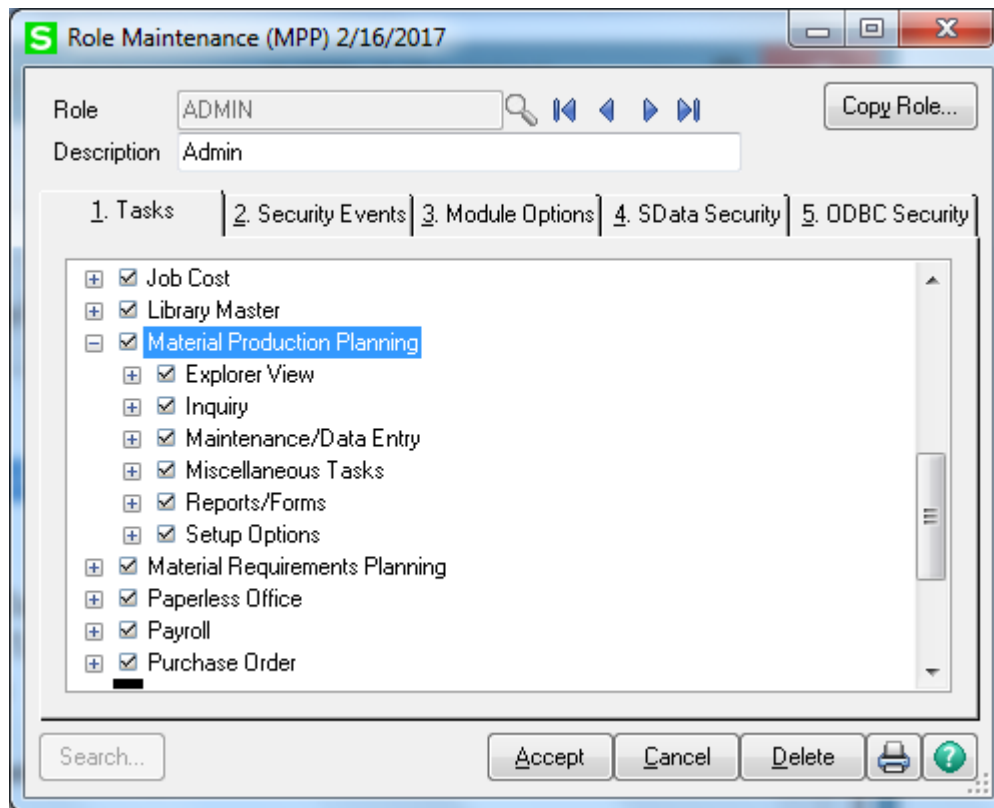 S Role Maintenance (MPP) 2/16/2017
Role ADMIN Copy Role...
Description Admin
1. Tasks 2. Security Events 3. Module Options 4. SData Security 5. ODBC Security
Job Cost
Library Master
Material Production Planning
Explorer View
Inquiry
Maintenance/Data Entry
Miscellaneous Tasks
Reports/Forms
Setup Options
Material Requirements Planning
Paperless Office
Payroll
Purchase Order
Search... Accept Cancel Delete ?